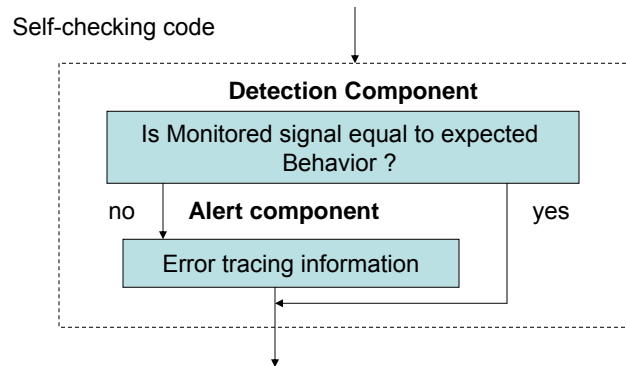 Self-checking code
Detection Component
Is Monitored signal equal to expected
Behavior ?
no
Alert component
yes
Error tracing information